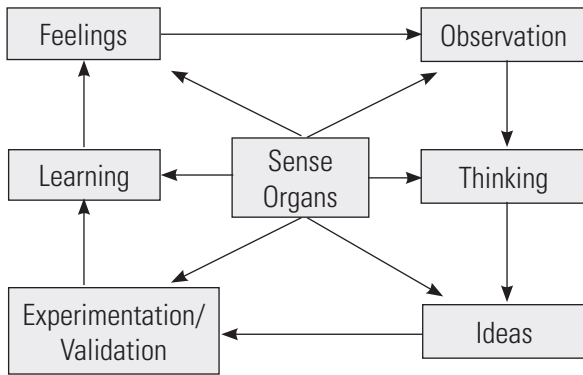 Feelings
Observation
Sense
Organs
Learning
Thinking
Experimentation/
Validation
Ideas